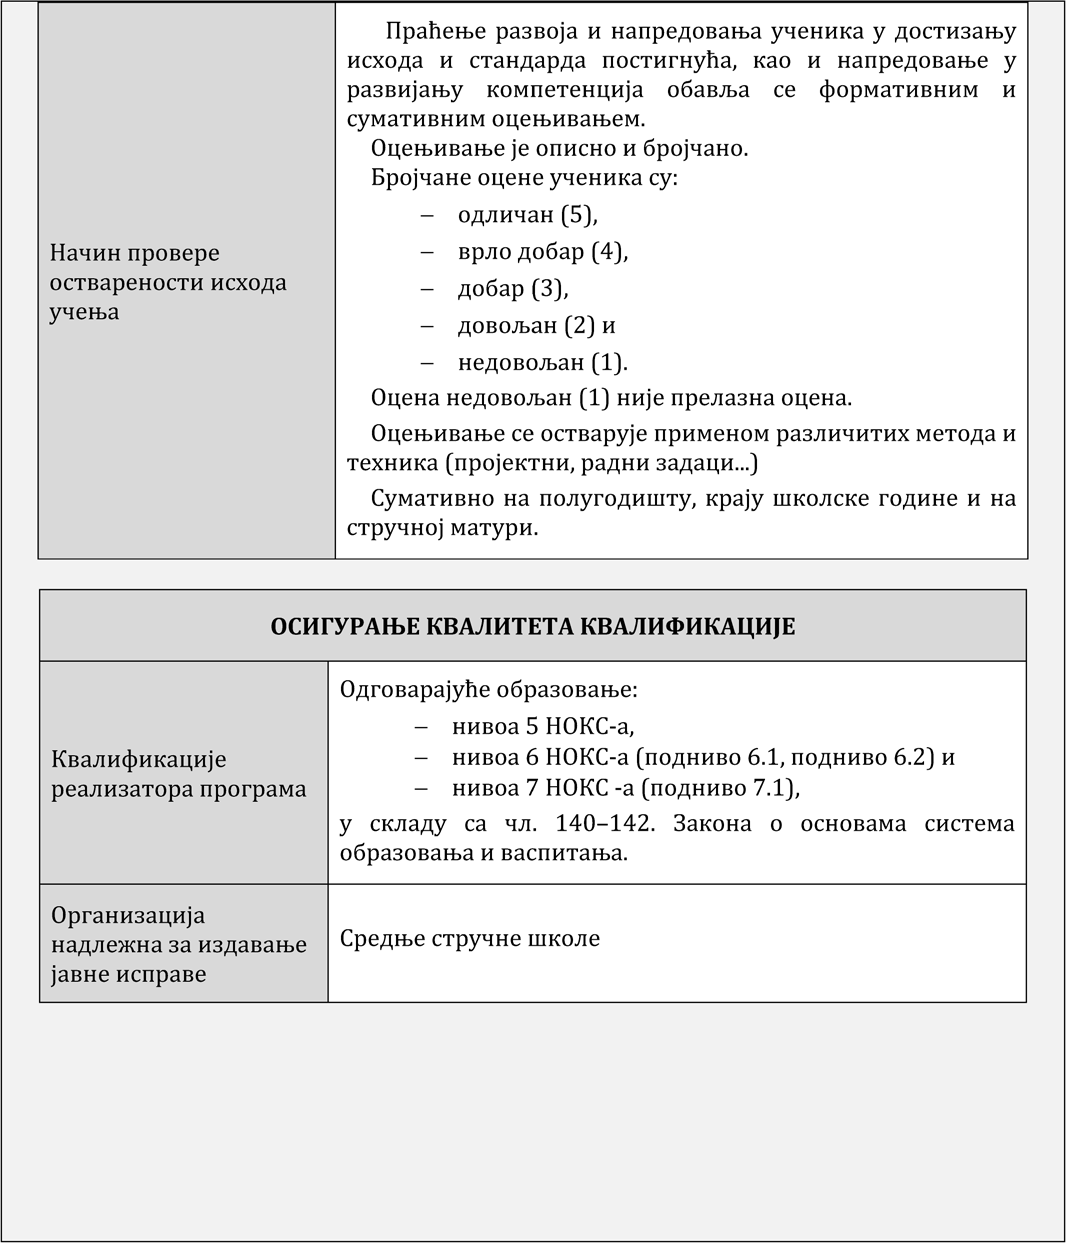 Праћење развоја и напредовања ученика у достизању
исхода и стандарда постигнућа, као и напредовање у
развијању компетенција обавља се формативним и
сумативним оцењивањем.
Оцењивање је описно и бројчано.
Бројчане оцене ученика су:
– одличан (5),
– врло добар (4),
– добар (3),
– довољан (2) и
– недовољан (1).
Оцена недовољан (1) није прелазна оцена.
Оцењивање се остварује применом различитих метода и
техника (пројектни, радни задаци...)
Сумативно на полугодишту, крају школске године и на
стручној матури.
Начин провере
остварености исхода
учења
ОСИГУРАЊЕ КВАЛИТЕТА КВАЛИФИКАЦИЈЕ
Квалификације
реализатора програма
Одговарајуће образовање:
– нивоа 5 НОКС-а,
– нивоа 6 НОКС-а (подниво 6.1, подниво 6.2) и
– нивоа 7 НОКС -а (подниво 7.1),
у складу са чл. 140–142. Закона о основама система
образовања и васпитања.
Организација
надлежна за издавање
јавне исправе
Средње стручне школе